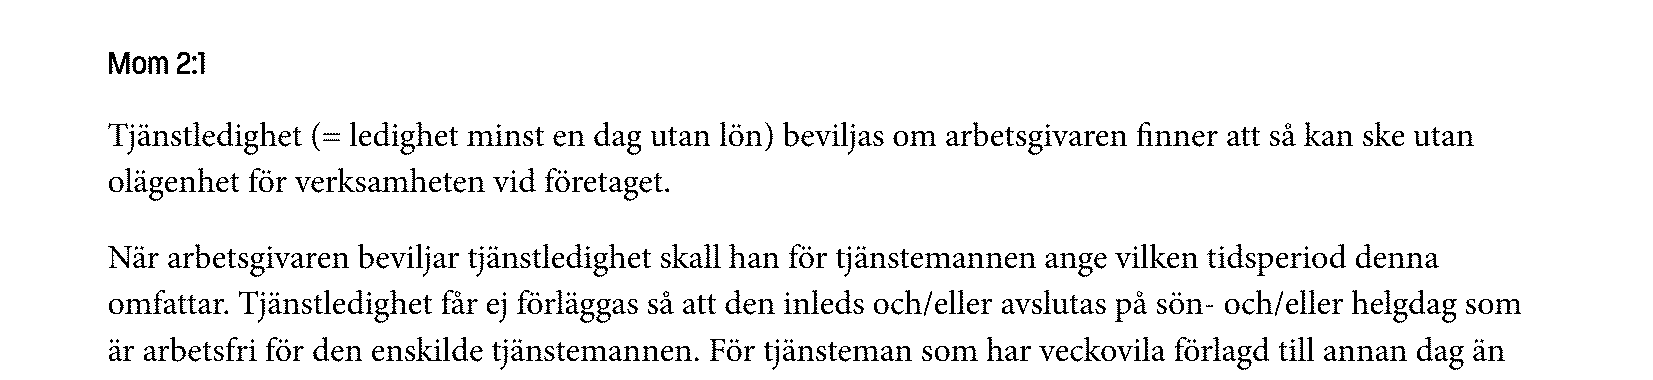 Mom 2:1
Tjänstledighet (= ledighet minst en dag utan lön) beviljas om arbetsgivaren finner att så kan ske utan
olägenhet för verksamheten vid företaget.
När arbetsgivaren beviljar tjänstledighet skall han för tjänstemannen ange vilken tidsperiod denna
omfattar. Tjänstledighet får ej förläggas så att den inleds och/eller avslutas på sön- och/eller helgdag som
är arbetsfri för den enskilde tjänstemannen. För tjänsteman som har veckovila förlagd till annan dag än